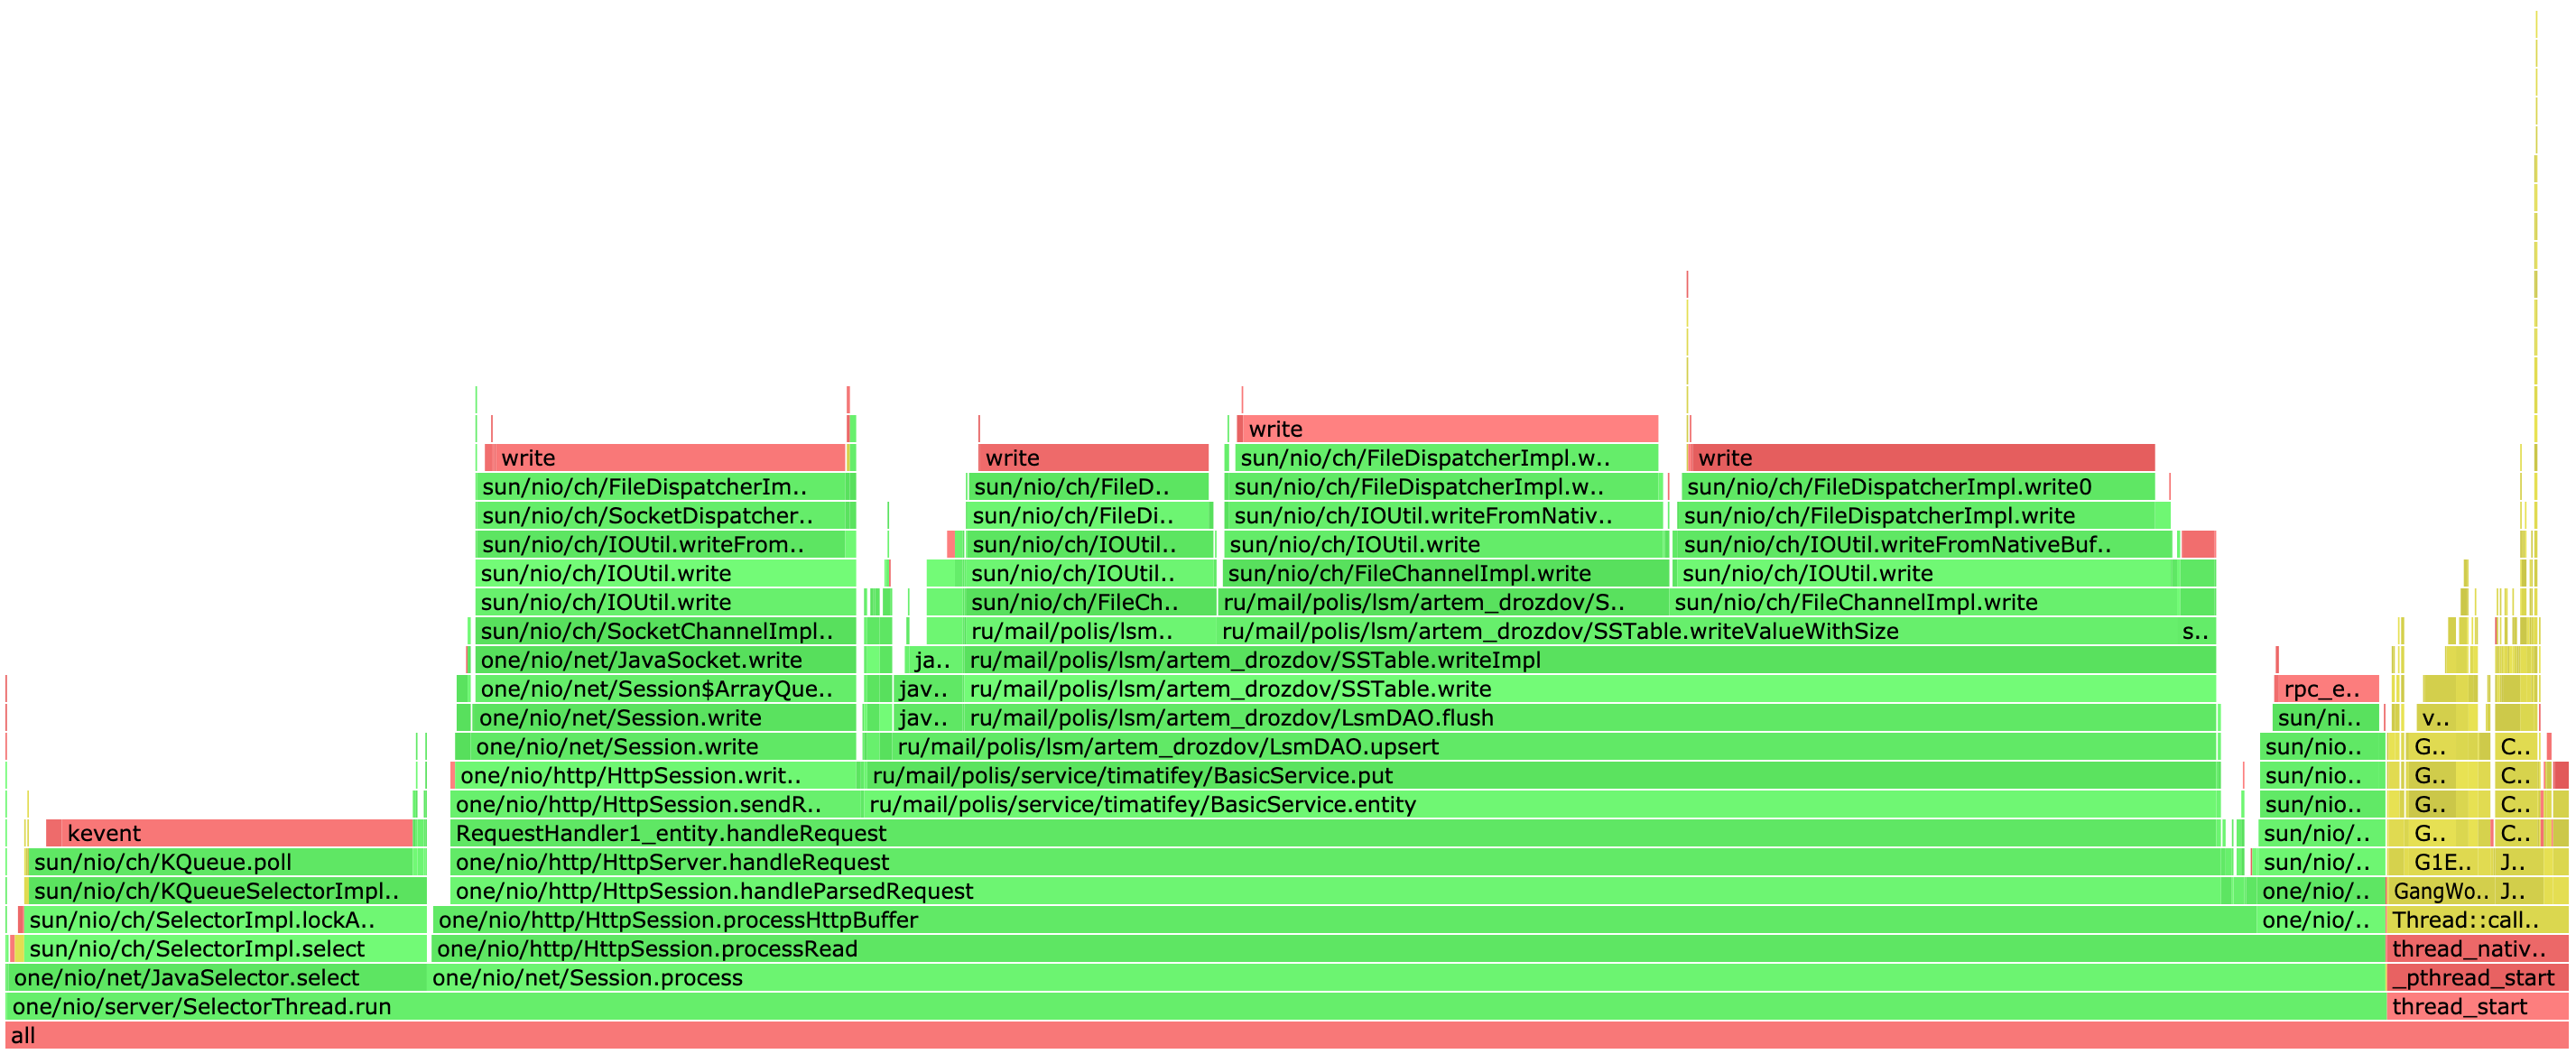 write
write sun/nio/ch/FileDispatcherImpl.w.. write
write
sun/nio/ch/FileDispatcherIm.. sun/nio/ch/FileD.. sun/nio/ch/FileDispatcherImpl.w.. sun/nio/ch/FileDispatcherImpl.write0
sun/nio/ch/SocketDispatcher.. sun/nio/ch/FileDi.. sun/nio/ch/IOUtil.writeFromNativ.. sun/nio/ch/FileDispatcherImpl.write
sun/nio/ch/IOUtil.writeFrom.. sun/nio/ch/IOUtil.. sun/nio/ch/IOUtil.write sun/nio/ch/IOUtil.writeFromNativeBuf..
sun/nio/ch/IOUtil.write sun/nio/ch/IOUtil.. sun/nio/ch/FileChannelImpl.write sun/nio/ch/IOUtil.write
sun/nio/ch/IOUtil.write sun/nio/ch/FileCh.. ru/mail/polis/lsm/artem_drozdov/S.. sun/nio/ch/FileChannelImpl.write
sun/nio/ch/SocketChannelImpl.. ru/mail/polis/lsm.. ru/mail/polis/lsm/artem_drozdov/SSTable.writeValueWithSize s..
one/nio/net/JavaSocket.write ja.. ru/mail/polis/lsm/artem_drozdov/SSTable.writeImpl
one/nio/net/Session$ArrayQue.. jav.. ru/mail/polis/lsm/artem_drozdov/SSTable.write rpc_e..
one/nio/net/Session.write jav.. ru/mail/polis/lsm/artem_drozdov/LsmDAO.flush sun/ni.. v..
one/nio/net/Session.write ru/mail/polis/lsm/artem_drozdov/LsmDAO.upsert sun/nio.. G.. C..
one/nio/http/HttpSession.writ.. ru/mail/polis/service/timatifey/BasicService.put sun/nio.. G.. C..
one/nio/http/HttpSession.sendR.. ru/mail/polis/service/timatifey/BasicService.entity sun/nio.. G.. C..
kevent RequestHandler1_entity.handleRequest sun/nio/.. G.. C..
sun/nio/ch/KQueue.poll one/nio/http/HttpServer.handleRequest sun/nio/.. G1E.. J..
sun/nio/ch/KQueueSelectorImpl.. one/nio/http/HttpSession.handleParsedRequest one/nio/.. GangWo.. J..
sun/nio/ch/SelectorImpl.lockA.. one/nio/http/HttpSession.processHttpBuffer one/nio/.. Thread::call..
sun/nio/ch/SelectorImpl.select one/nio/http/HttpSession.processRead thread_nativ..
one/nio/net/JavaSelector.select one/nio/net/Session.process _pthread_start
one/nio/server/SelectorThread.run thread_start
all